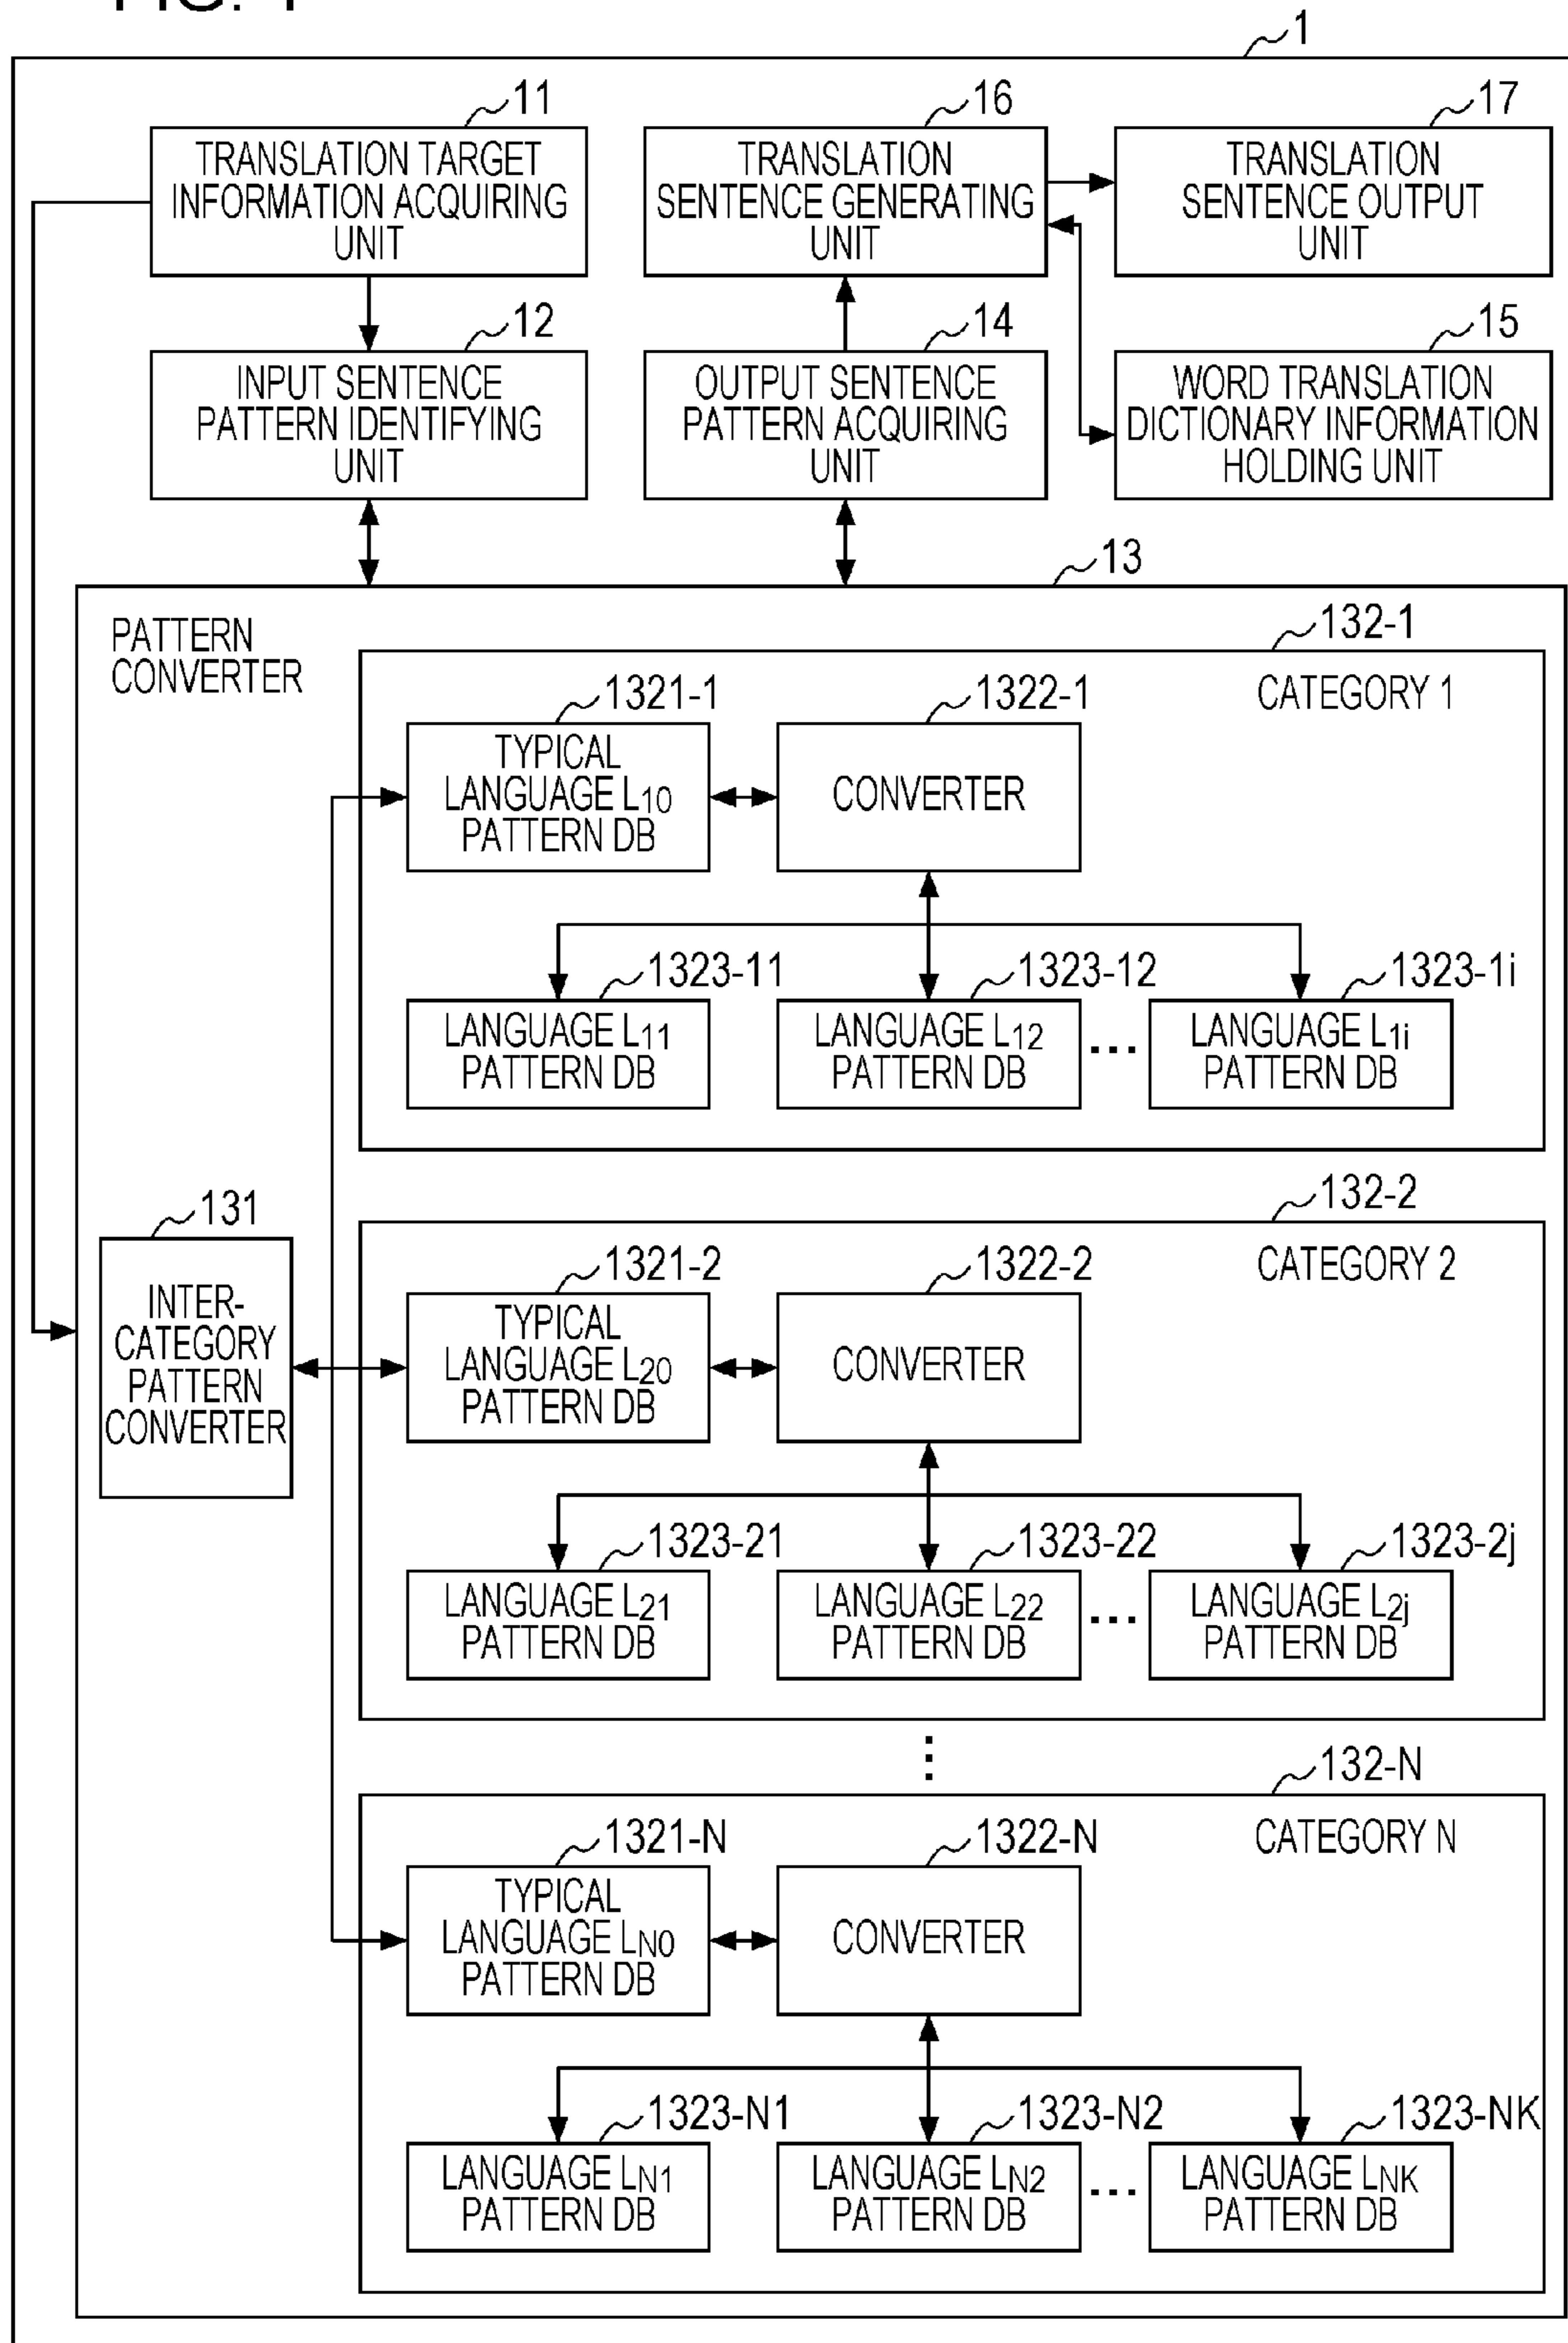 FIG. 1
1
11
TRANSLATION TARGET
INFORMATION ACQUIRING
UNIT
16
TRANSLATION
SENTENCE GENERATING
UNIT
17
TRANSLATION
SENTENCE OUTPUT
UNIT
12
INPUT SENTENCE
PATTERN IDENTIFYING
UNIT
14
OUTPUT SENTENCE
PATTERN ACQUIRING
UNIT
15
WORD TRANSLATION
DICTIONARY INFORMATION
HOLDING UNIT
13
PATTERN
CONVERTER
132-1
CATEGORY 1
1321-1
TYPICAL
LANGUAGE L10
PATTERN DB
1322-1
CONVERTER
1323-11
LANGUAGE L11
PATTERN DB
1323-12
LANGUAGE L12
PATTERN DB
...
1323-1i
LANGUAGE L1i
PATTERN DB
131
INTER-
CATEGORY
PATTERN
CONVERTER
132-2
CATEGORY 2
1321-2
TYPICAL
LANGUAGE L20
PATTERN DB
1322-2
CONVERTER
1323-21
LANGUAGE L21
PATTERN DB
1323-22
LANGUAGE L22
PATTERN DB
...
1323-2j
LANGUAGE L2j
PATTERN DB
132-N
CATEGORY N
1321-N
TYPICAL
LANGUAGE LN0
PATTERN DB
1322-N
CONVERTER
1323-N1
LANGUAGE LN1
PATTERN DB
1323-N2
LANGUAGE LN2
PATTERN DB
...
1323-NK
LANGUAGE LNK
PATTERN DB